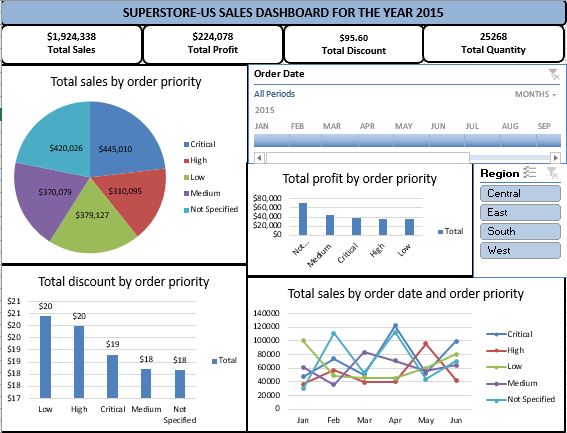 SUPERSTORE-US SALES DASHBOARD FOR THE YEAR 2015
$1,924,338
Total Sales
$224,078
Total Profit
$95.60
Total Discount
25268
Total Quantity
Total sales by order priority
$420,026
$445,010
$370,079
$310,095
$379,127
Critical
High
Low
Medium
Not Specified
Order Date
All Periods
MONTHS
2015
JAN FEB MAR APR MAY JUN JUL AUG SEP
Total profit by order priority
$80,000
$60,000
$40,000
$20,000
$0
Not...
Medium
Critical
High
Low
Total
Region
Central
East
South
West
Total discount by order priority
$21
$21
$20
$20
$19
$19
$18
$18
$17
$20
$20
$19
$18
$18
Low High Critical Medium Not
Specified
Total
Total sales by order date and order priority
140000
120000
100000
80000
60000
40000
20000
0
Jan Feb Mar Apr May Jun
Critical
High
Low
Medium
Not Specified